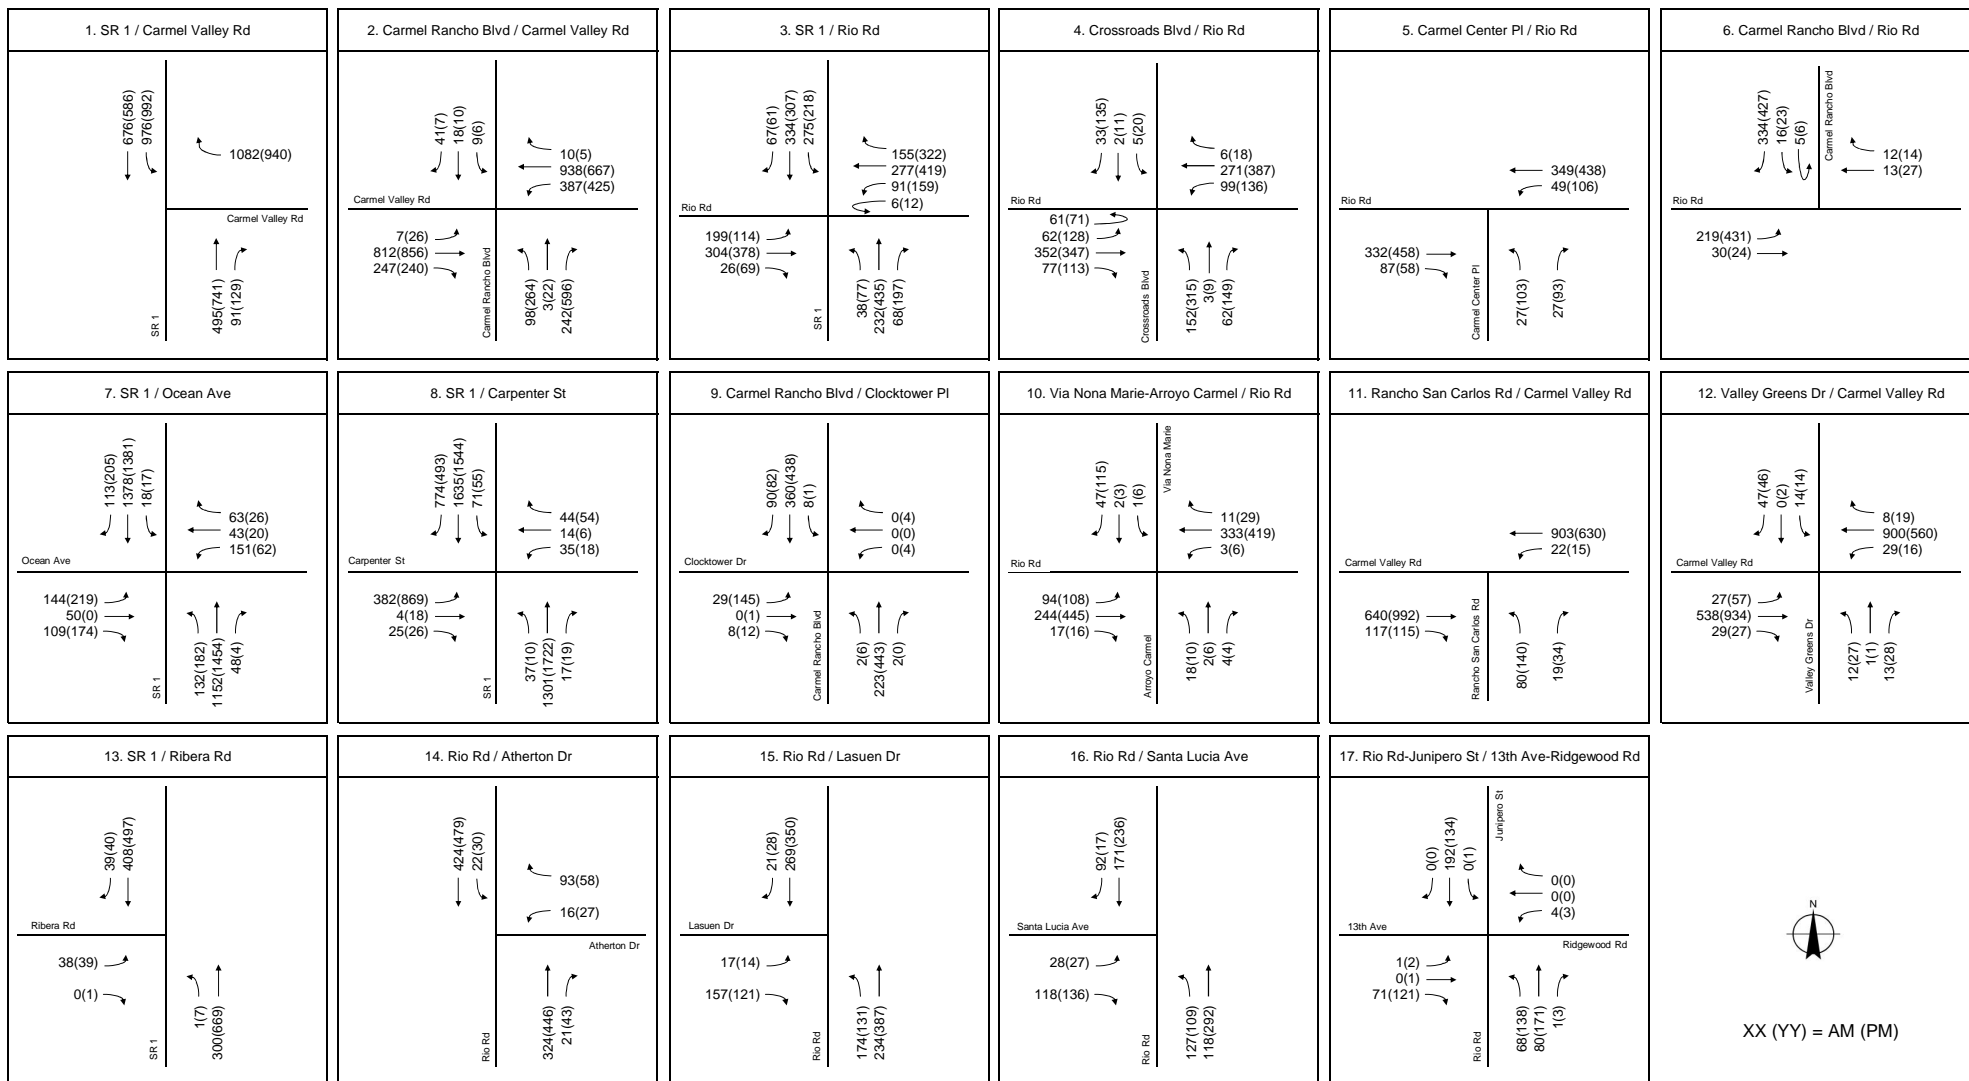 1. SR 1 / Carmel Valley Rd
676(586)
976(992)
1082(940)
Carmel Valley Rd
SR 1
495(741)
91(129)
2. Carmel Rancho Blvd / Carmel Valley Rd
41(7)
18(10)
9(6)
10(5)
938(667)
387(425)
Carmel Valley Rd
7(26)
812(856)
247(240)
Carmel Rancho Blvd
98(264)
3(22)
242(596)
3. SR 1 / Rio Rd
67(61)
334(307)
275(218)
155(322)
277(419)
91(159)
6(12)
Rio Rd
199(114)
304(378)
26(69)
SR 1
38(77)
232(435)
68(197)
4. Crossroads Blvd / Rio Rd
33(135)
2(11)
5(20)
6(18)
271(387)
99(136)
Rio Rd
61(71)
62(128)
352(347)
77(113)
Crossroads Blvd
152(315)
3(9)
62(149)
5. Carmel Center Pl / Rio Rd
349(438)
49(106)
Rio Rd
332(458)
87(58)
Carmel Center Pl
27(103)
27(93)
6. Carmel Rancho Blvd / Rio Rd
334(427)
16(23)
5(6)
Carmel Rancho Blvd
12(14)
13(27)
Rio Rd
219(431)
30(24)
7. SR 1 / Ocean Ave
113(205)
1378(1381)
18(17)
63(26)
43(20)
151(62)
Ocean Ave
144(219)
50(0)
109(174)
SR 1
132(182)
1152(1454)
48(4)
8. SR 1 / Carpenter St
774(493)
1635(1544)
71(55)
44(54)
14(6)
35(18)
Carpenter St
382(869)
4(18)
25(26)
SR 1
37(10)
1301(1722)
17(19)
9. Carmel Rancho Blvd / Clocktower Pl
90(82)
360(438)
8(1)
0(4)
0(0)
0(4)
Clocktower Dr
29(145)
0(1)
8(12)
Carmel Rancho Blvd
2(6)
223(443)
2(0)
10. Via Nona Marie-Arroyo Carmel / Rio Rd
47(115)
2(3)
1(6)
Via Nona Marie
11(29)
333(419)
3(6)
Rio Rd
94(108)
244(445)
17(16)
Arroyo Carmel
18(10)
2(6)
4(4)
11. Rancho San Carlos Rd / Carmel Valley Rd
903(630)
22(15)
Carmel Valley Rd
640(992)
117(115)
Rancho San Carlos Rd
80(140)
19(34)
12. Valley Greens Dr / Carmel Valley Rd
47(46)
0(2)
14(14)
8(19)
900(560)
29(16)
Carmel Valley Rd
27(57)
538(934)
29(27)
Valley Greens Dr
12(27)
1(1)
13(28)
13. SR 1 / Ribera Rd
39(40)
408(497)
Ribera Rd
38(39)
0(1)
SR 1
1(7)
300(669)
14. Rio Rd / Atherton Dr
424(479)
22(30)
93(58)
16(27)
Atherton Dr
Rio Rd
324(446)
21(43)
15. Rio Rd / Lasuen Dr
21(28)
269(350)
Lasuen Dr
17(14)
157(121)
Rio Rd
174(131)
234(387)
16. Rio Rd / Santa Lucia Ave
92(17)
171(236)
Santa Lucia Ave
28(27)
118(136)
Rio Rd
127(109)
118(292)
17. Rio Rd-Junipero St / 13th Ave-Ridgewood Rd
0(0)
192(134)
0(1)
Junipero St
0(0)
0(0)
4(3)
13th Ave
Ridgewood Rd
1(2)
0(1)
71(121)
Rio Rd
68(138)
80(171)
1(3)
N
XX (YY) = AM (PM)